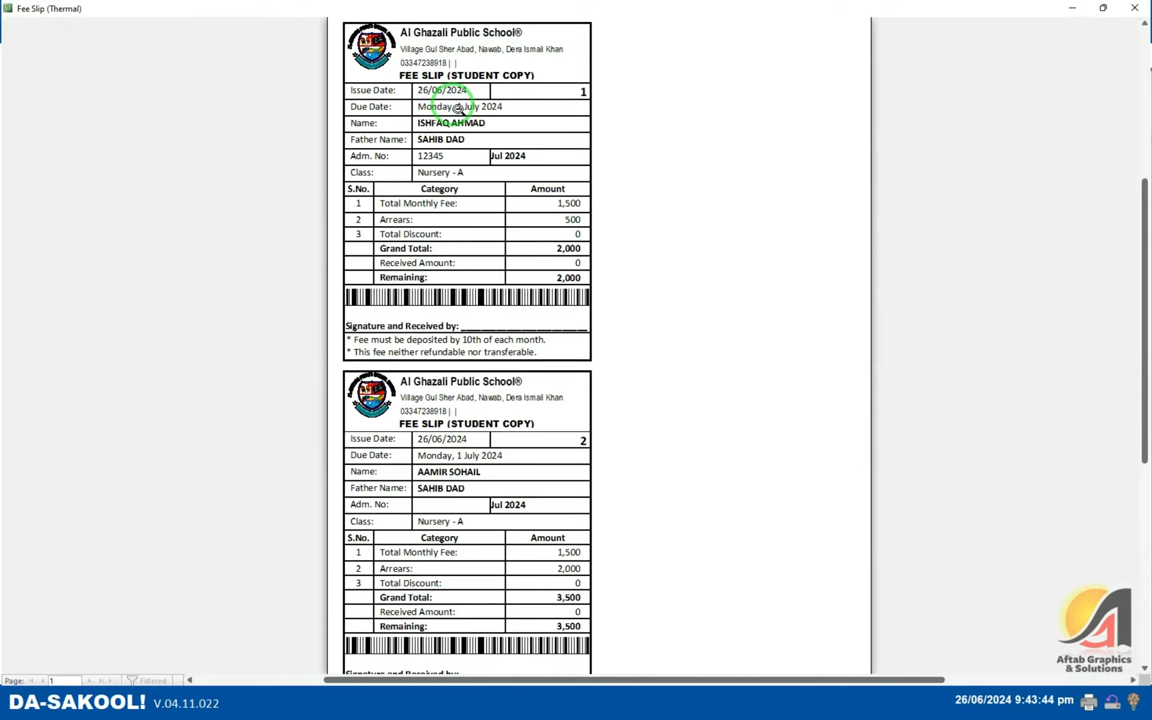 Fee Slip (Thermal)
Al Ghazali Public School®
Village Gul Sher Abad, Nawab, Dera Ismail Khan
03347238918 | |
FEE SLIP (STUDENT COPY)
Issue Date: 26/06/2024 1
Due Date: Monday, July 2024
Name: ISHFAQ AHMAD
Father Name: SAHIB DAD
Adm. No: 12345 Jul 2024
Class: Nursery - A
S.No. Category Amount
1 Total Monthly Fee: 1,500
2 Arrears: 500
3 Total Discount: 0
Grand Total: 2,000
Received Amount: 0
Remaining: 2,000
Signature and Received by:
* Fee must be deposited by 10th of each month.
* This fee neither refundable nor transferable.
Al Ghazali Public School®
Village Gul Sher Abad, Nawab, Dera Ismail Khan
03347238918 | |
FEE SLIP (STUDENT COPY)
Issue Date: 26/06/2024 2
Due Date: Monday, 1 July 2024
Name: AAMIR SOHAIL
Father Name: SAHIB DAD
Adm. No: Jul 2024
Class: Nursery - A
S.No. Category Amount
1 Total Monthly Fee: 1,500
2 Arrears: 2,000
3 Total Discount: 0
Grand Total: 3,500
Received Amount: 0
Remaining: 3,500
Aftab Graphics
& Solutions
Page: 1 Filtered
DA-SAKOOL! V.04.11.022 26/06/2024 9:43:44 pm